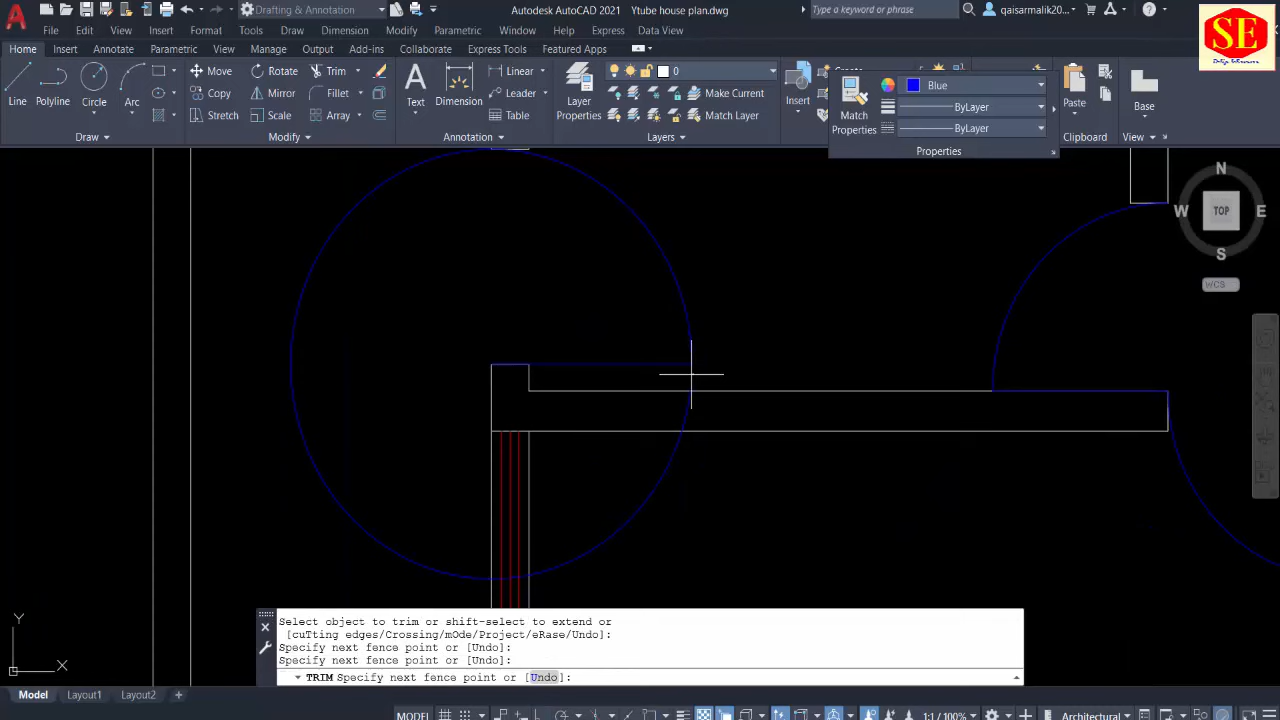 Drafting & Annotation
Autodesk AutoCAD 2021 Ytube house plan.dwg
Type a keyword or phrase
qaisarmalik20...
SE
File Edit View Insert Format Tools Draw Dimension Modify Parametric Window Help Express Data View
Home Insert Annotate Parametric View Manage Output Add-ins Collaborate Express Tools Featured Apps
Line Polyline Circle Arc
Move Rotate Trim
Copy Mirror Fillet
Stretch Scale Array
Text Dimension
Linear
Leader
Table
Layer
Properties
0
Make Current
Match Layer
Insert
Match
Properties
Blue
ByLayer
ByLayer
Paste
Base
Draw Modify Annotation Layers Properties Clipboard View
N
W TOP E
S
WCS
Y
X
Select object to trim or shift-select to extend or
[cuTting edges/Crossing/mOde/Project/eRase/Undo]:
Specify next fence point or [Undo]:
Specify next fence point or [Undo]:
TRIM Specify next fence point or [Undo]:
Model Layout1 Layout2 +
MODEL 1:1 / 100% Architectural